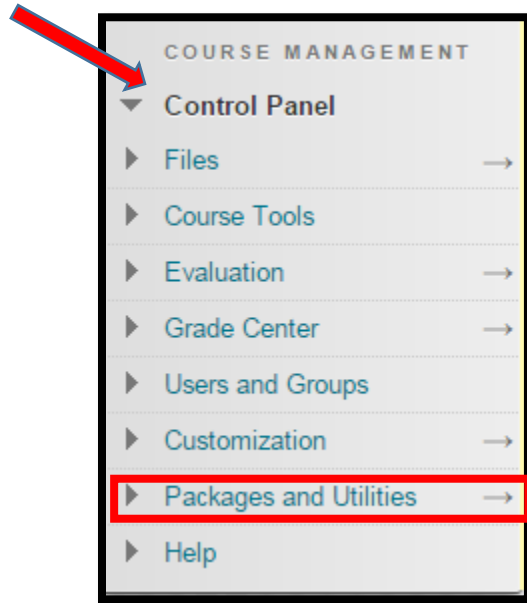 COURSE MANAGEMENT
Control Panel
Files
Course Tools
Evaluation
Grade Center
Users and Groups
Customization
Packages and Utilities
Help